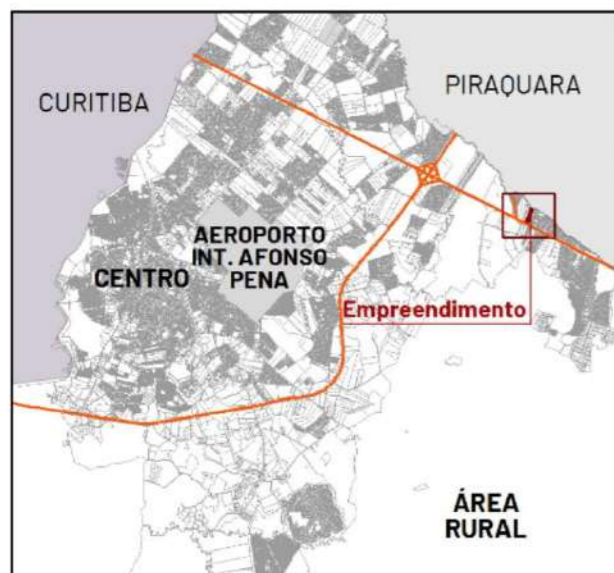 CURITIBA
PIRAQUARA
AEROPORTO
INT. AFONSO
PENA
CENTRO
Empreendimento
ÁREA
RURAL